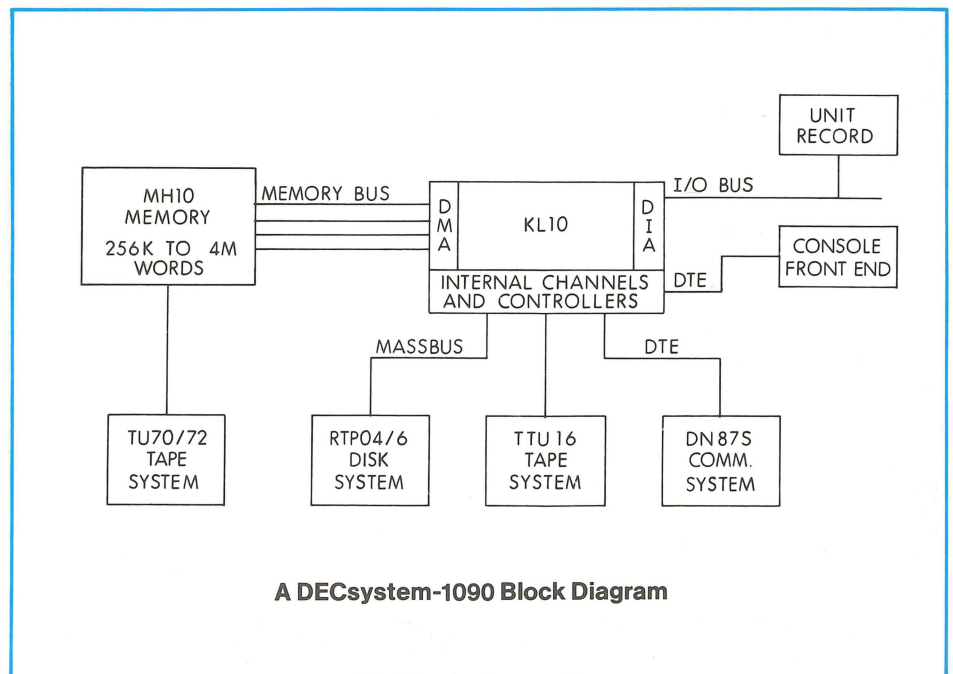 UNIT
RECORD
MH10
MEMORY
256K TO 4M
WORDS
MEMORY BUS
DMA
KL10
DIA
I/O BUS
INTERNAL CHANNELS
AND CONTROLLERS
DTE
CONSOLE
FRONT END
MASSBUS
DTE
TU70/72
TAPE
SYSTEM
RTP04/6
DISK
SYSTEM
TTU16
TAPE
SYSTEM
DN87S
COMM.
SYSTEM
A DECsystem-1090 Block Diagram